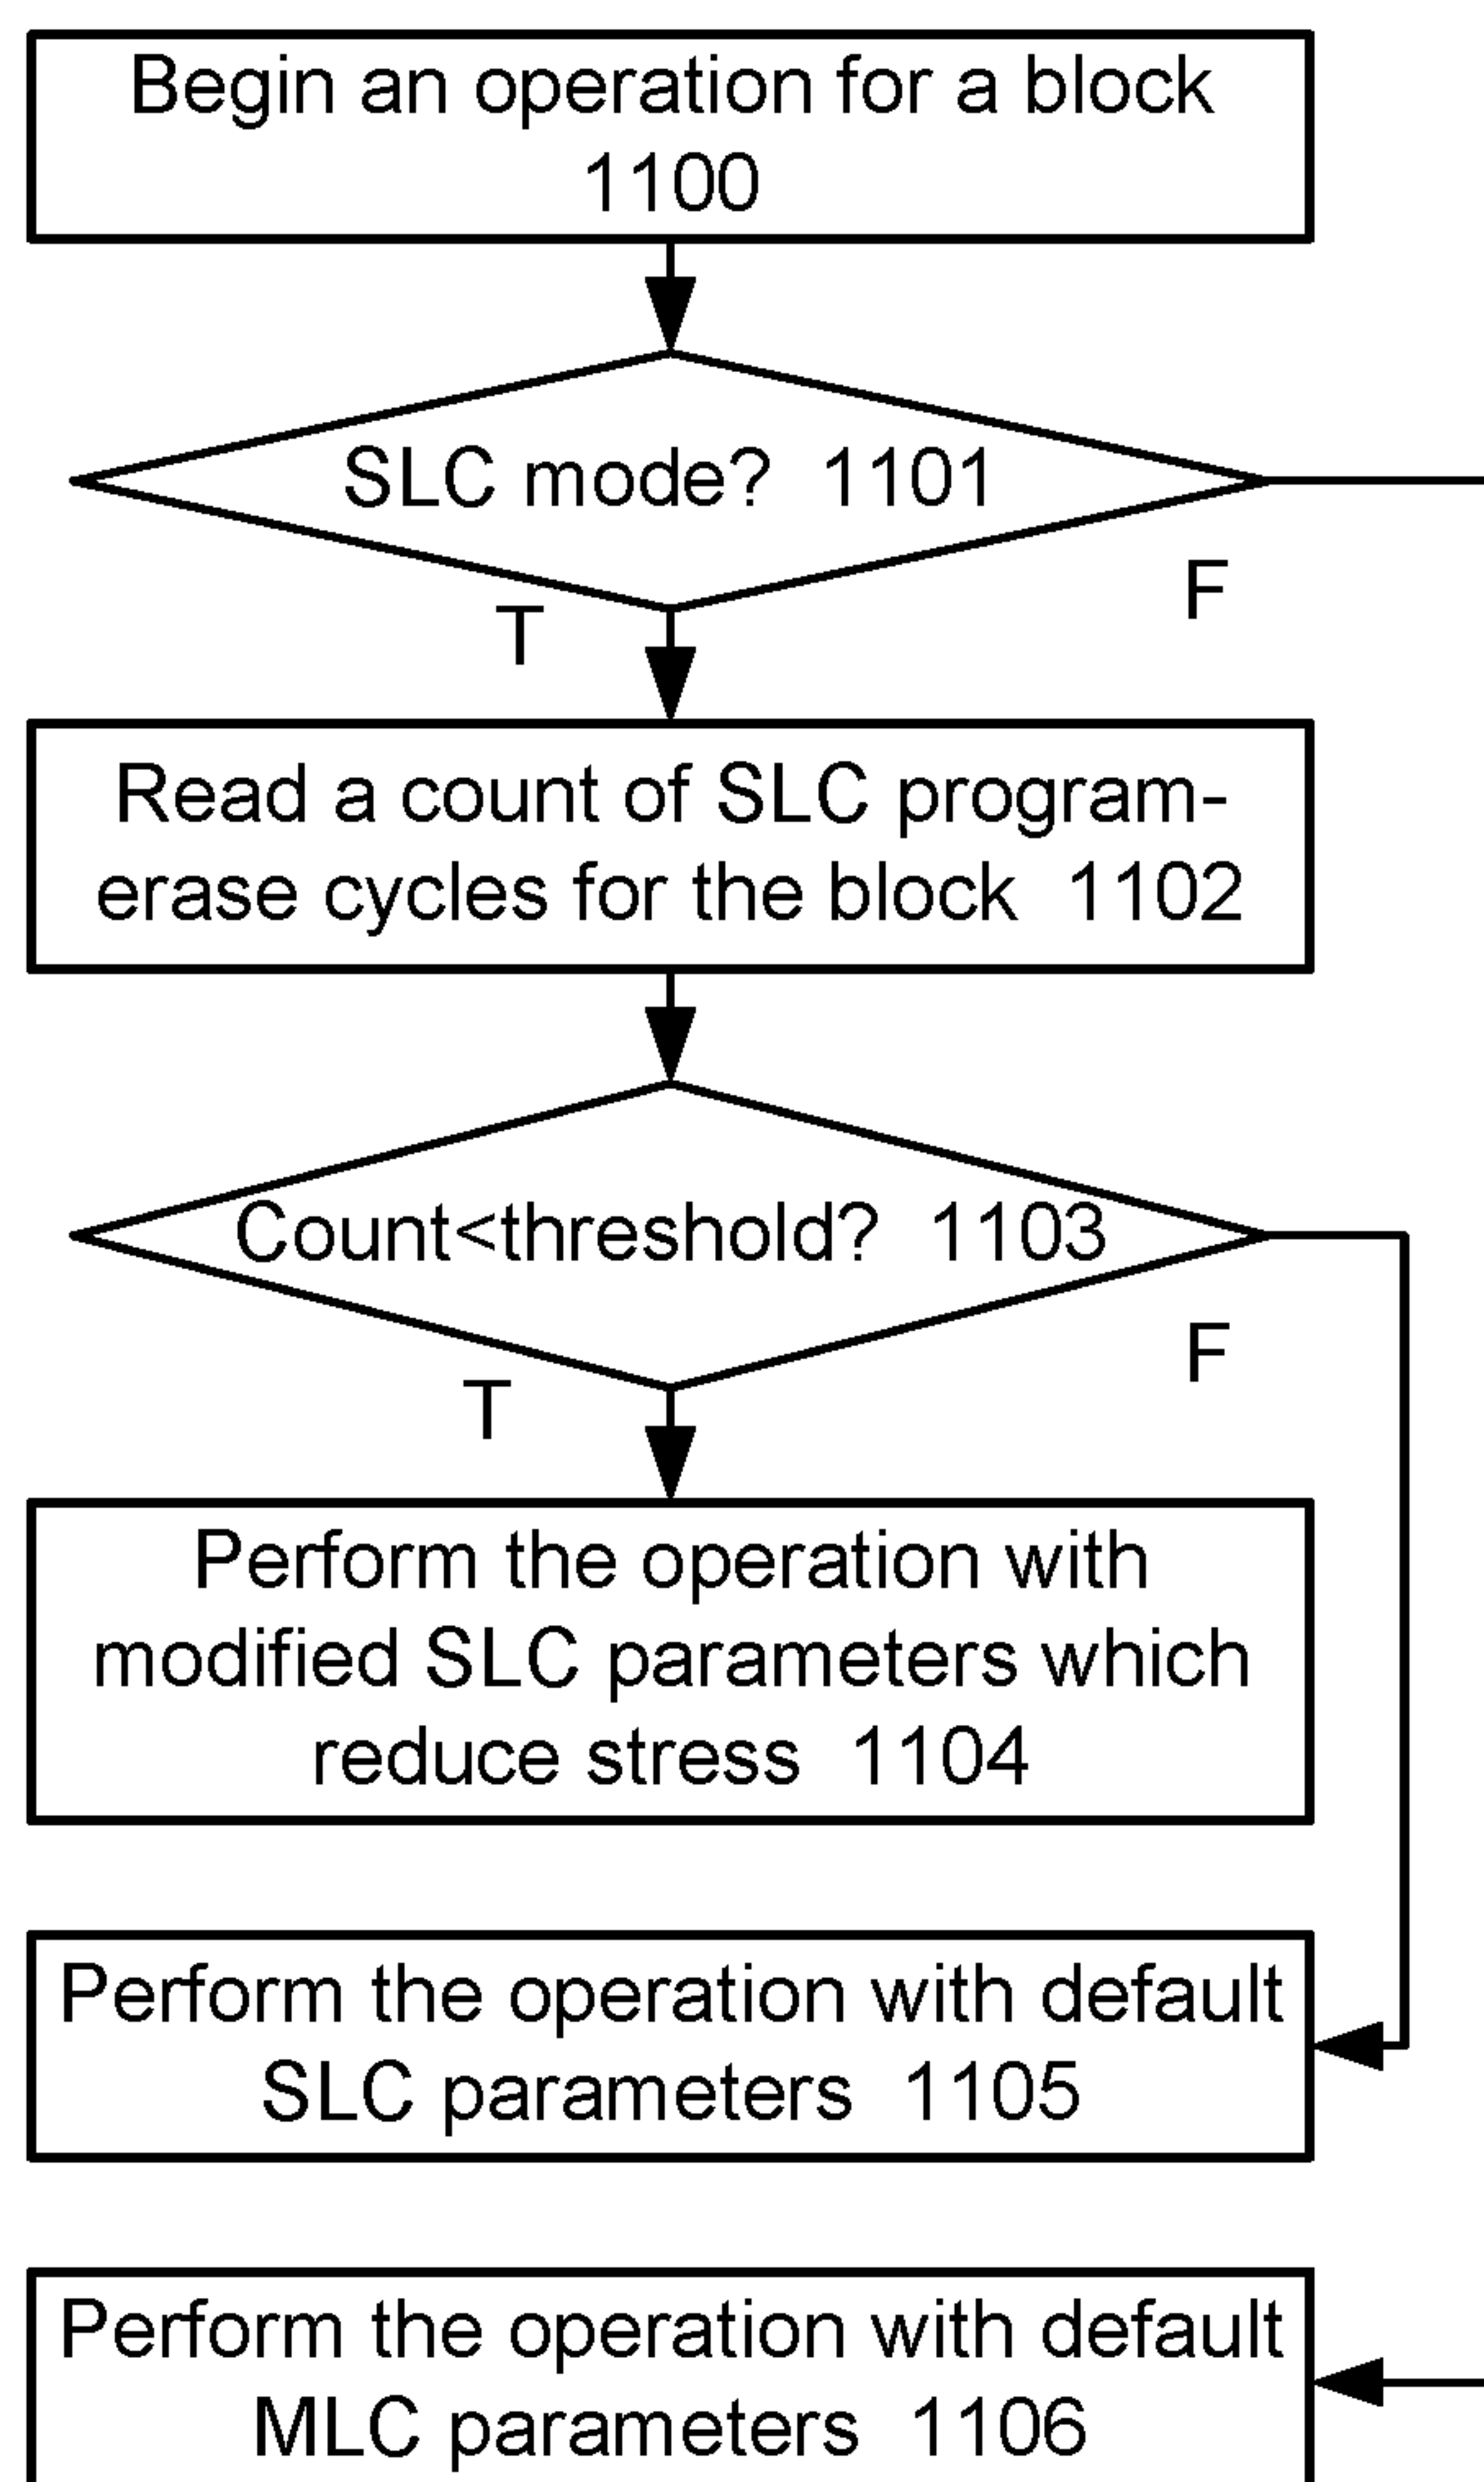 Begin an operation for a block
1100
SLC mode? 1101
T
F
Read a count of SLC program-
erase cycles for the block 1102
Count<threshold? 1103
T
F
Perform the operation with
modified SLC parameters which
reduce stress 1104
Perform the operation with default
SLC parameters 1105
Perform the operation with default
MLC parameters 1106